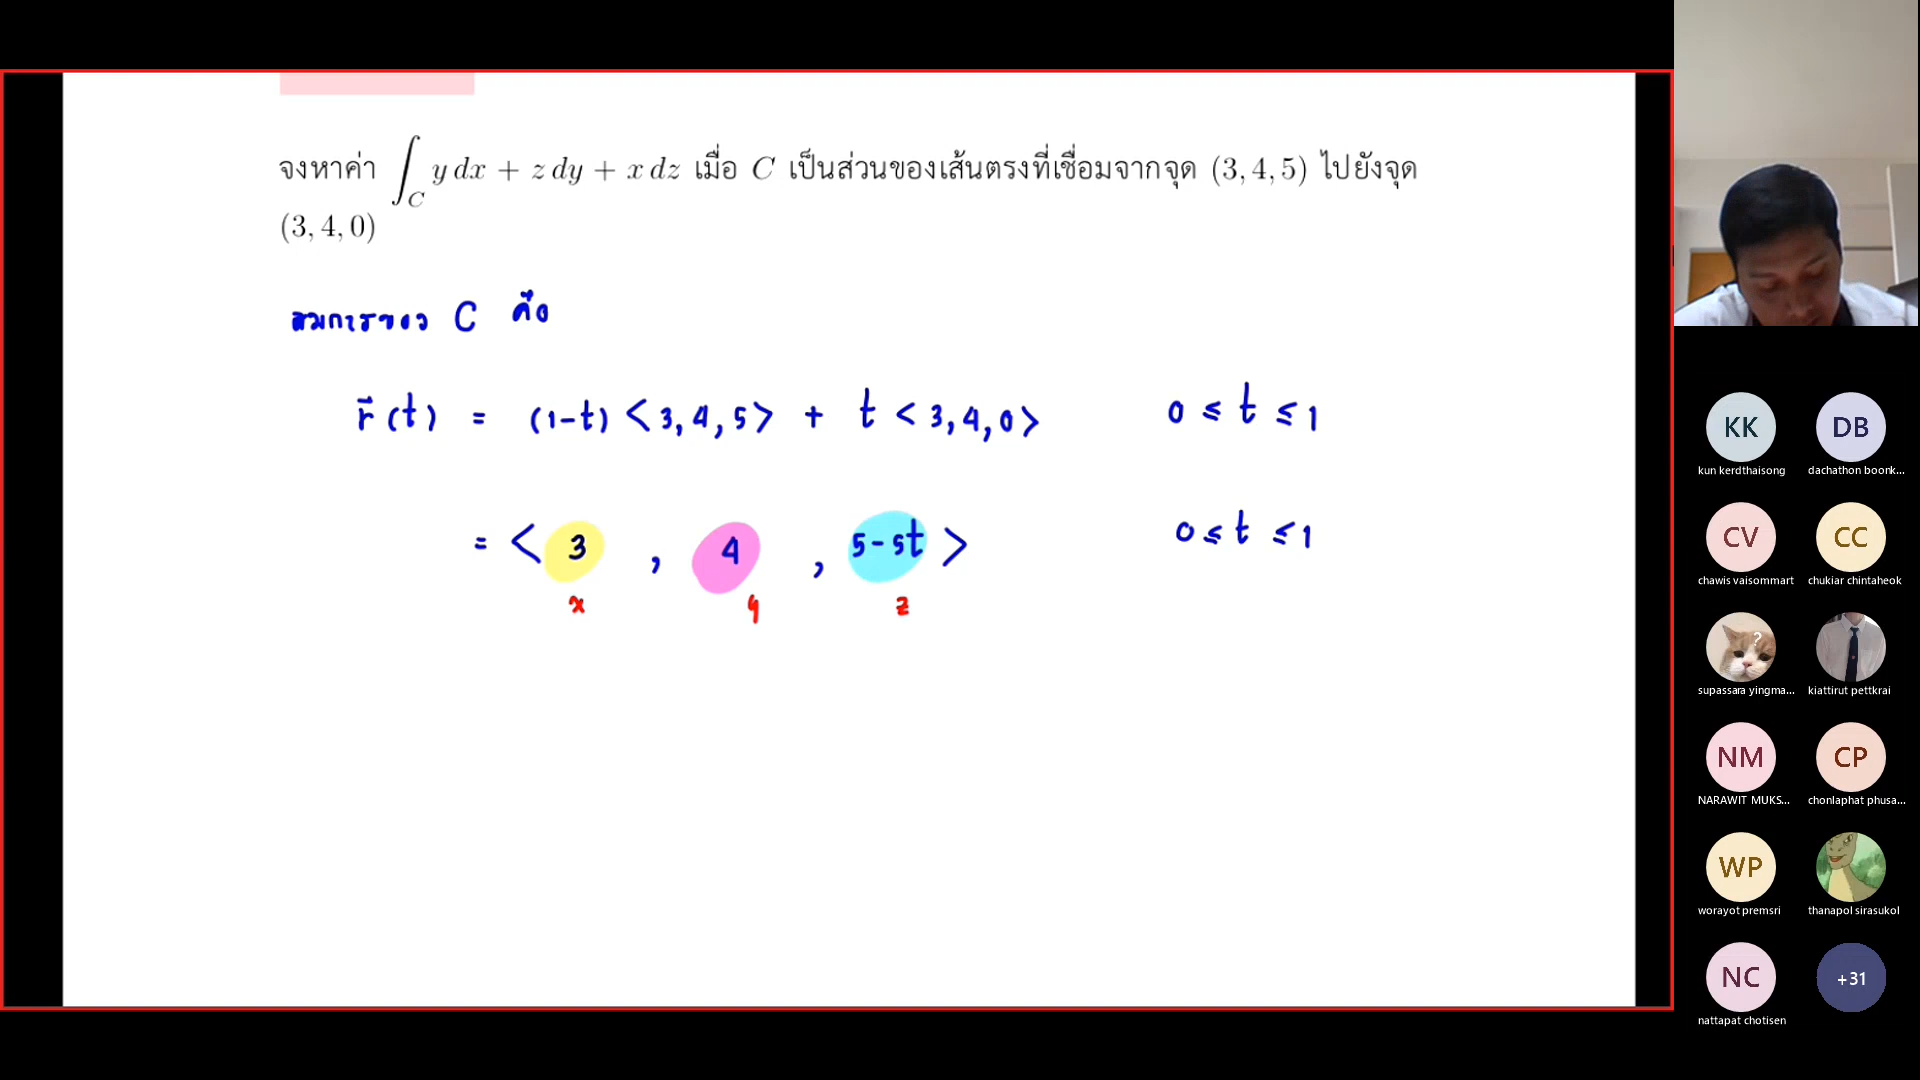 จงหาค่า ∫_C y dx + z dy + x dz เมื่อ C เป็นส่วนของเส้นตรงที่เชื่อมจากจุด (3, 4, 5) ไปยังจุด
(3, 4, 0)
สมการของ C คือ
r⃗(t) = (1-t) <3,4,5> + t <3,4,0> 0 ≤ t ≤ 1
= < 3 , 4 , 5-5t > 0 ≤ t ≤ 1
x y z
KK DB
kun kerdthaisong dachathon boonk...
CV CC
chawis vaisommart chukiar chintaheok
?
supassara yingma... kiattirut pettkrai
NM CP
NARAWIT MUKS... chonlaphat phusa...
WP
worayot premsri thanapol sirasukol
NC +31
nattapat chotisen